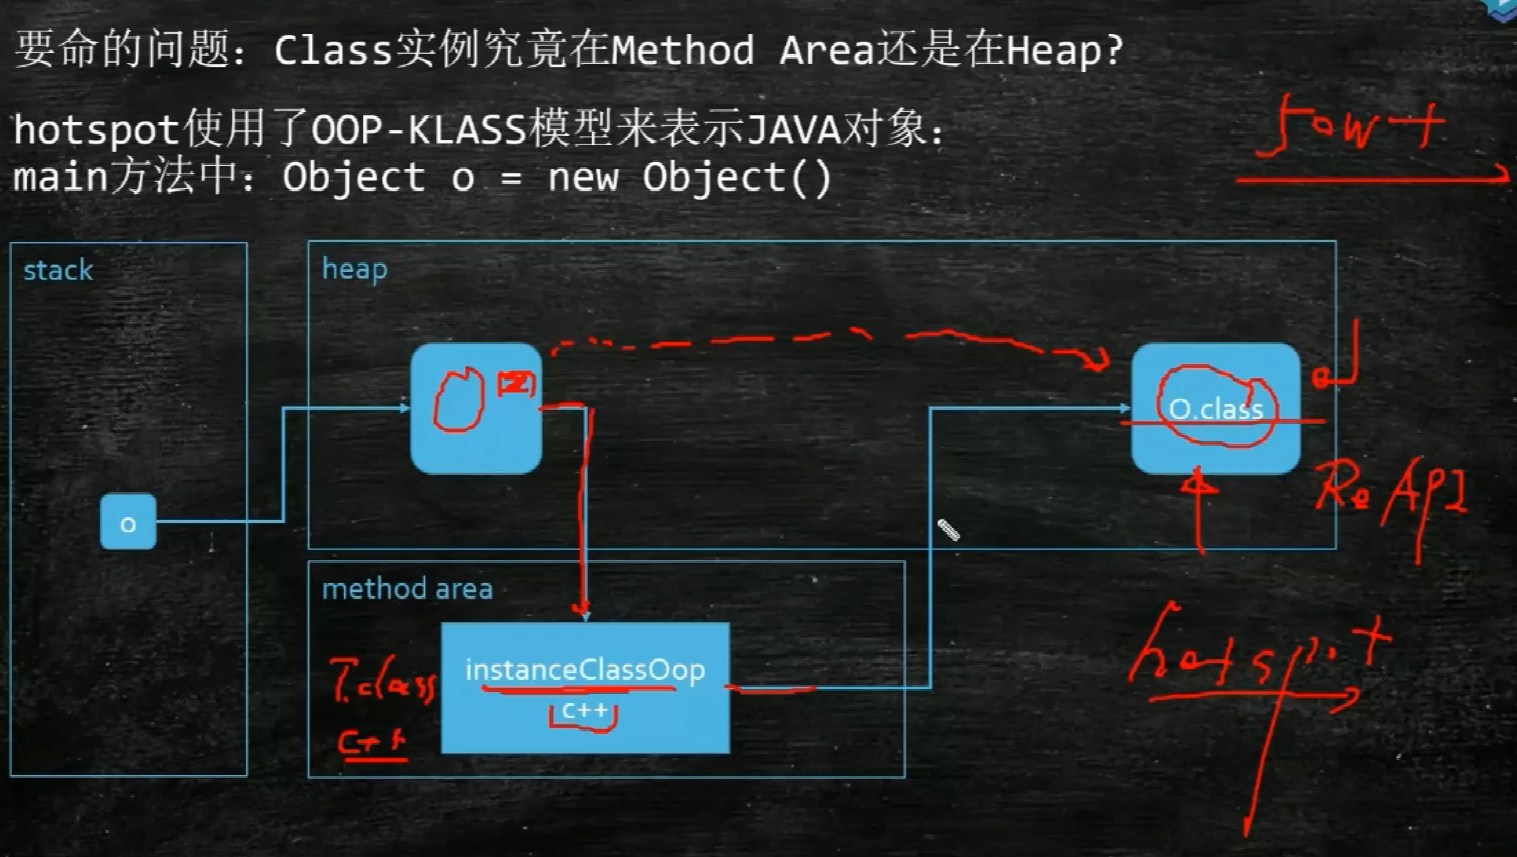 要命的问题：Class实例究竟在Method Area还是在Heap?
hotspot使用了OOP-KLASS模型来表示JAVA对象：
main方法中：Object o = new Object()
stack
heap
O.class
o
Re API
method area
T.class
instanceClassOop
c++
c++
hotspot